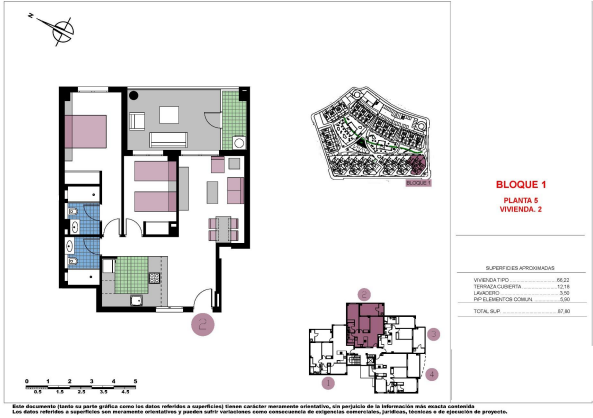 N
BLOQUE 1
BLOQUE 1
PLANTA 5
VIVIENDA. 2
SUPERFICIES APROXIMADAS
VIVIENDA TIPO ........................ 66,22
TERRAZA CUBIERTA ................ 12,18
LAVADERO ............................. 3,50
P/P ELEMENTOS COMUN. ........ 5,90
TOTAL SUP. ............................ 87,80
2
2
3
1
4
0 1 2 3 4 5
0.5 1.5 2.5 3.5 4.5
Este documento (tanto su parte gráfica como los datos referidos a superficies) tienen carácter meramente orientativo, sin perjuicio de la información más exacta contenida
Los datos referidos a superficies son meramente orientativos y pueden sufrir variaciones como consecuencia de exigencias comerciales, jurídicas, técnicas o de ejecución de proyecto.